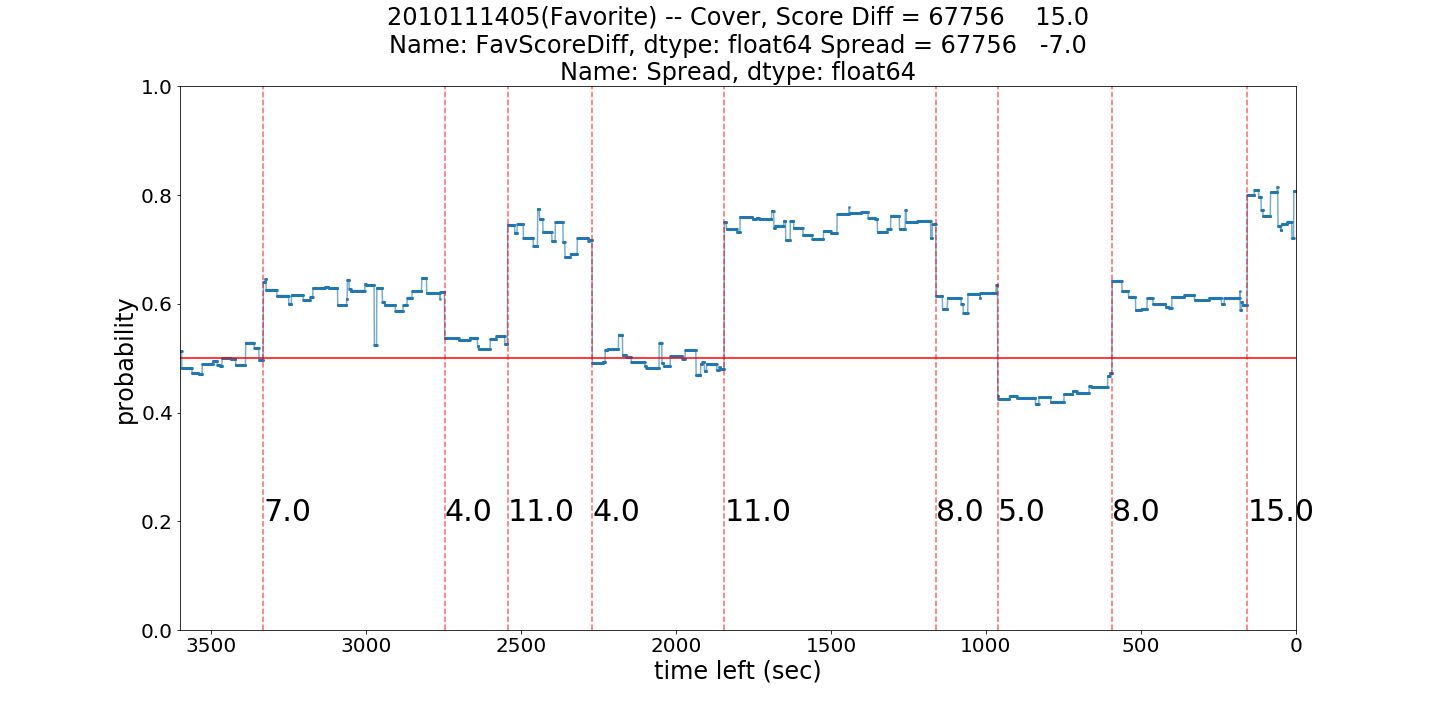 2010111405(Favorite) -- Cover, Score Diff = 67756    15.0
Name: FavScoreDiff, dtype: float64 Spread = 67756   -7.0
Name: Spread, dtype: float64
1.0
0.8
0.6
0.4
0.2
0.0
probability
7.0 4.0 11.0 4.0 11.0 8.0 5.0 8.0 15.0
3500 3000 2500 2000 1500 1000 500 0
time left (sec)